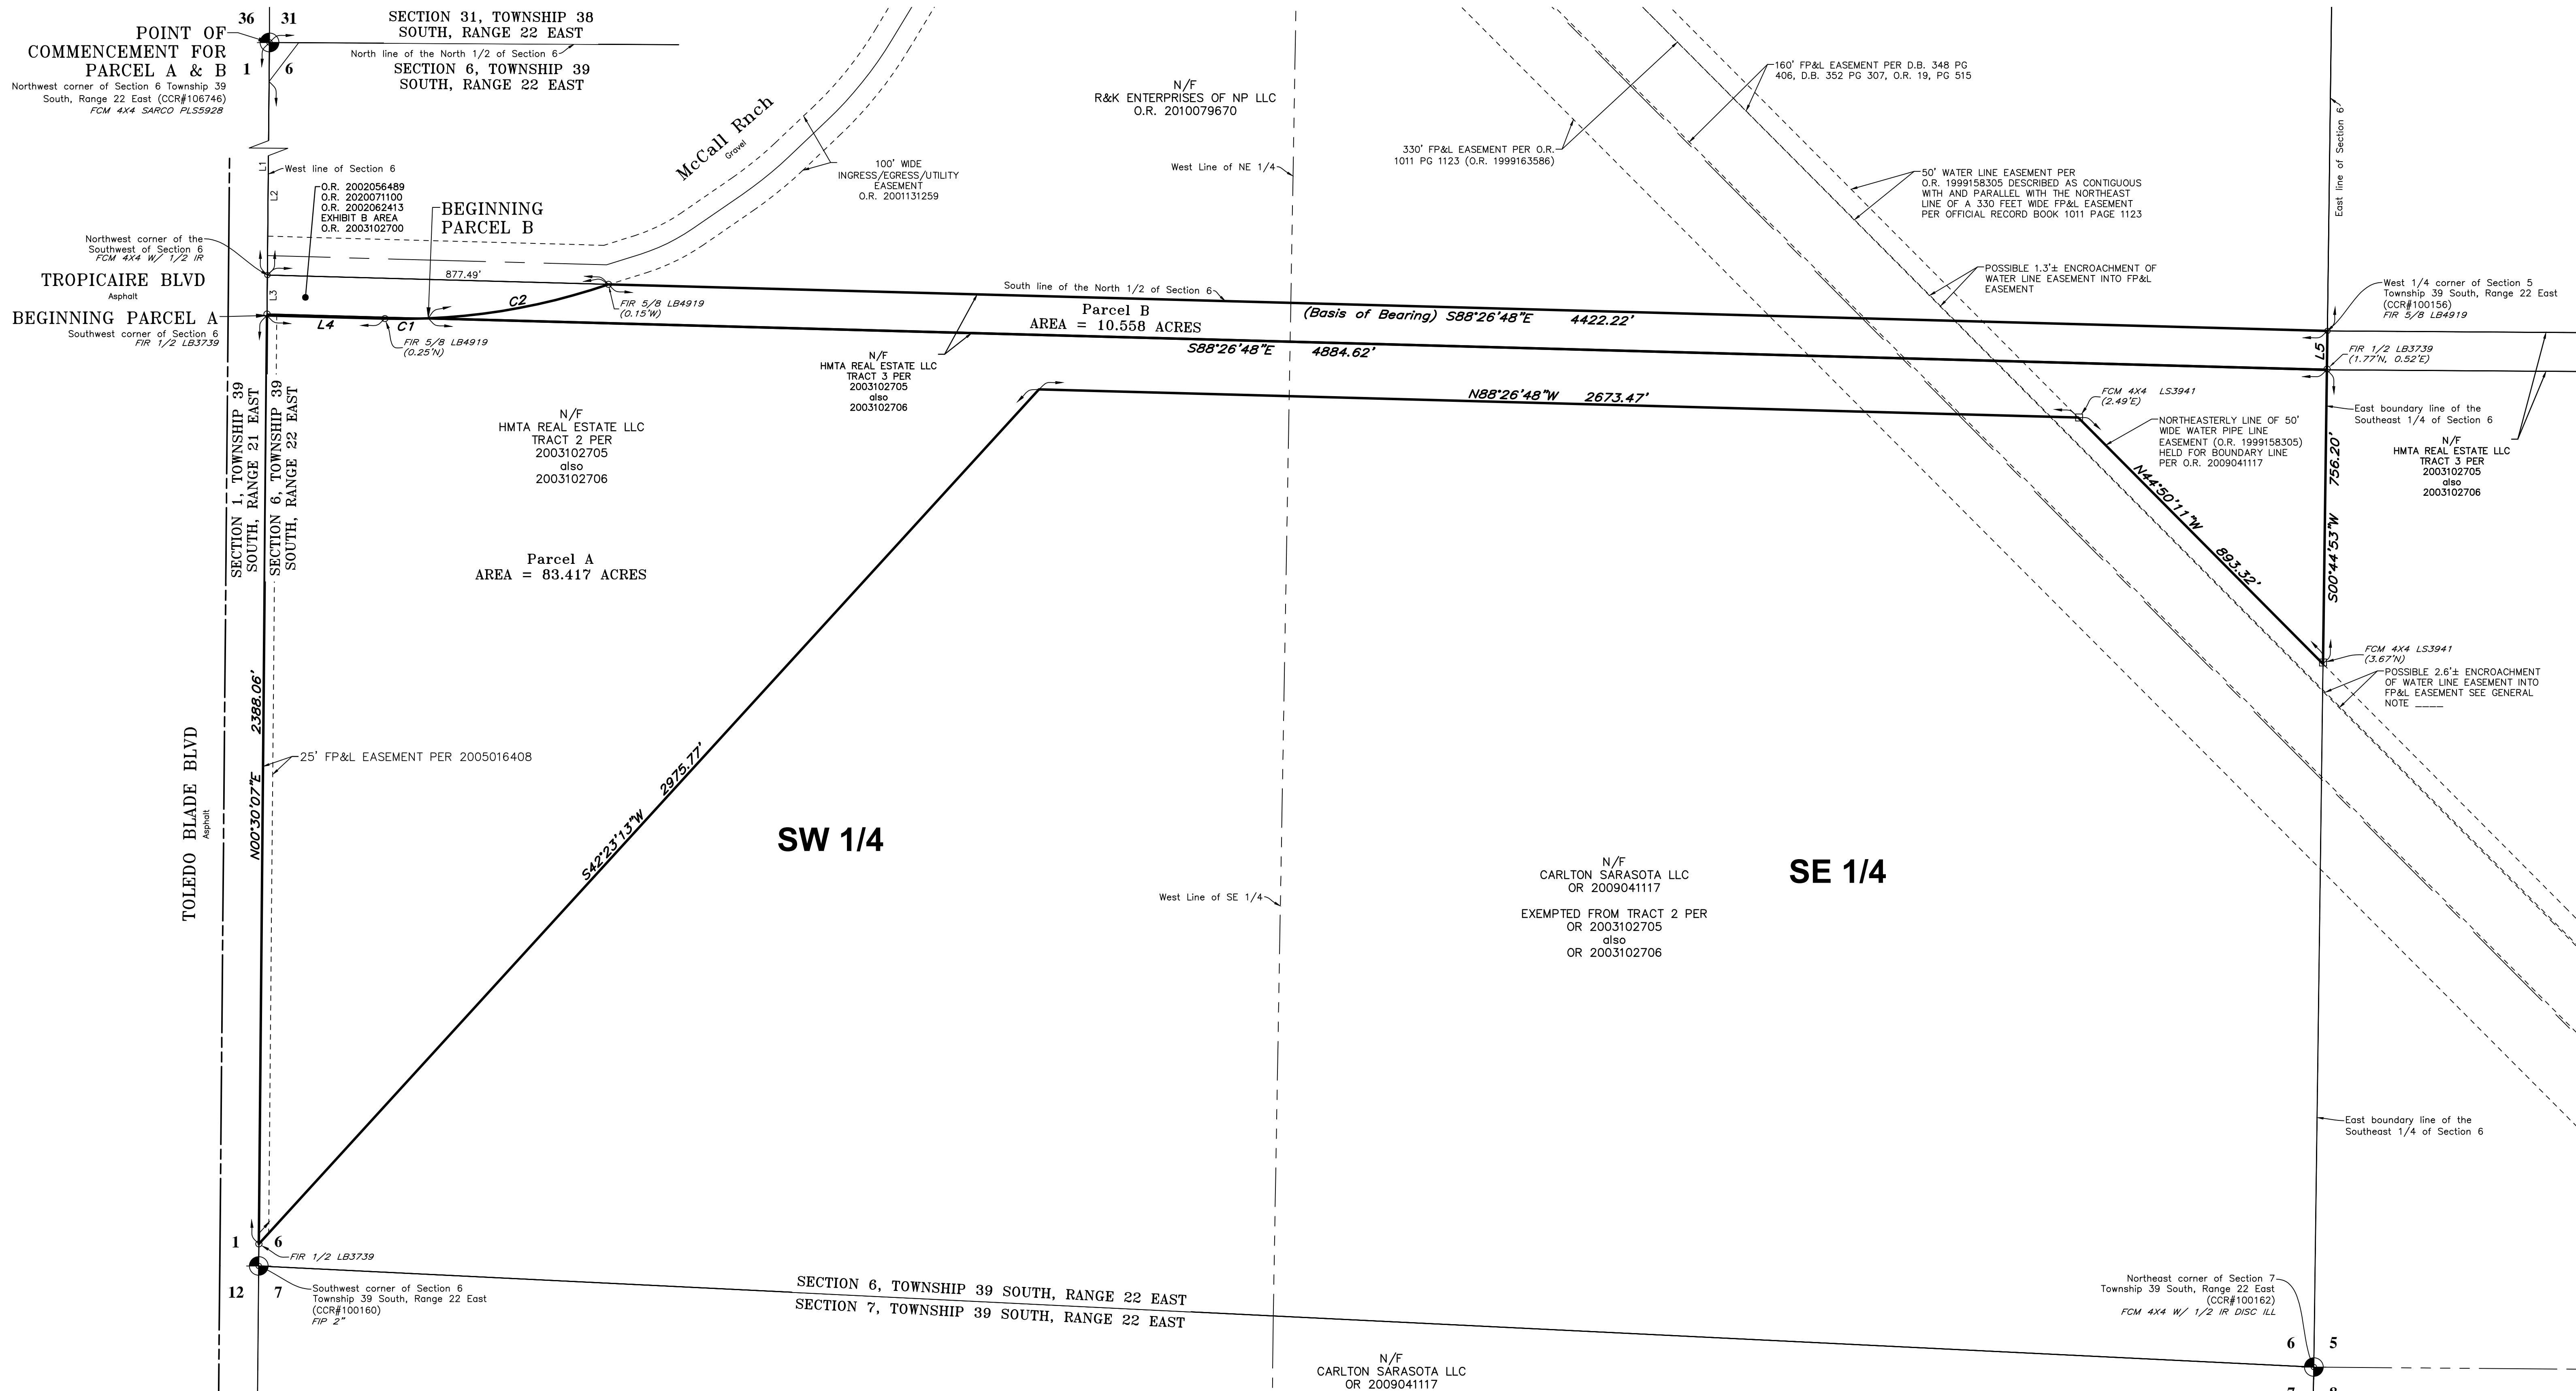 36 31
SECTION 31, TOWNSHIP 38
SOUTH, RANGE 22 EAST
POINT OF
COMMENCEMENT FOR
PARCEL A & B
1 6
Northwest corner of Section 6 Township 39
South, Range 22 East (CCR#106746)
FCM 4X4 SARCO PLS5928
North line of the North 1/2 of Section 6
SECTION 6, TOWNSHIP 39
SOUTH, RANGE 22 EAST
McCall Rnch
Gravel
N/F
R&K ENTERPRISES OF NP LLC
O.R. 2010079670
160' FP&L EASEMENT PER D.B. 348 PG
406, D.B. 352 PG 307, O.R. 19, PG 515
330' FP&L EASEMENT PER O.R.
1011 PG 1123 (O.R. 1999163586)
East line of Section 6
L1
West line of Section 6
L2
O.R. 2002056489
O.R. 2020071100
O.R. 2002062413
EXHIBIT B AREA
O.R. 2003102700
BEGINNING
PARCEL B
100' WIDE
INGRESS/EGRESS/UTILITY
EASEMENT
O.R. 2001131259
West Line of NE 1/4
50' WATER LINE EASEMENT PER
O.R. 1999158305 DESCRIBED AS CONTIGUOUS
WITH AND PARALLEL WITH THE NORTHEAST
LINE OF A 330 FEET WIDE FP&L EASEMENT
PER OFFICIAL RECORD BOOK 1011 PAGE 1123
Northwest corner of the
Southwest of Section 6
FCM 4X4 W/ 1/2 IR
TROPICAIRE BLVD
Asphalt
877.49'
L3
C2
FIR 5/8 LB4919
(0.15'W)
South line of the North 1/2 of Section 6
POSSIBLE 1.3'± ENCROACHMENT OF
WATER LINE EASEMENT INTO FP&L
EASEMENT
West 1/4 corner of Section 5
Township 39 South, Range 22 East
(CCR#100156)
FIR 5/8 LB4919
BEGINNING PARCEL A
Southwest corner of Section 6
FIR 1/2 LB3739
L4
C1
FIR 5/8 LB4919
(0.25'N)
Parcel B
AREA = 10.558 ACRES
(Basis of Bearing) S88°26'48"E 4422.22'
S88°26'48"E 4884.62'
L5
FIR 1/2 LB3739
(1.77'N, 0.52'E)
N/F
HMTA REAL ESTATE LLC
TRACT 3 PER
2003102705
also
2003102706
N88°26'48"W 2673.47'
FCM 4X4 LS3941
(2.49'E)
NORTHEASTERLY LINE OF 50'
WIDE WATER PIPE LINE
EASEMENT (O.R. 1999158305)
HELD FOR BOUNDARY LINE
PER O.R. 2009041117
East boundary line of the
Southeast 1/4 of Section 6
N/F
HMTA REAL ESTATE LLC
TRACT 3 PER
2003102705
also
2003102706
SECTION 1, TOWNSHIP 39
SOUTH, RANGE 21 EAST
SECTION 6, TOWNSHIP 39
SOUTH, RANGE 22 EAST
N/F
HMTA REAL ESTATE LLC
TRACT 2 PER
2003102705
also
2003102706
N44°50'11"W 893.32'
S00°44'53"W 756.20'
Parcel A
AREA = 83.417 ACRES
FCM 4X4 LS3941
(3.67'N)
POSSIBLE 2.6'± ENCROACHMENT
OF WATER LINE EASEMENT INTO
FP&L EASEMENT SEE GENERAL
NOTE ____
TOLEDO BLADE BLVD
Asphalt
N00°30'07"E 2388.06'
25' FP&L EASEMENT PER 2005016408
S42°23'13"W 2975.77'
SW 1/4
SE 1/4
West Line of SE 1/4
N/F
CARLTON SARASOTA LLC
OR 2009041117
EXEMPTED FROM TRACT 2 PER
OR 2003102705
also
OR 2003102706
East boundary line of the
Southeast 1/4 of Section 6
1 6
FIR 1/2 LB3739
12 7
Southwest corner of Section 6
Township 39 South, Range 22 East
(CCR#100160)
FIP 2"
SECTION 6, TOWNSHIP 39 SOUTH, RANGE 22 EAST
SECTION 7, TOWNSHIP 39 SOUTH, RANGE 22 EAST
Northeast corner of Section 7
Township 39 South, Range 22 East
(CCR#100162)
FCM 4X4 W/ 1/2 IR DISC ILL
6 5
N/F
CARLTON SARASOTA LLC
OR 2009041117
7 8